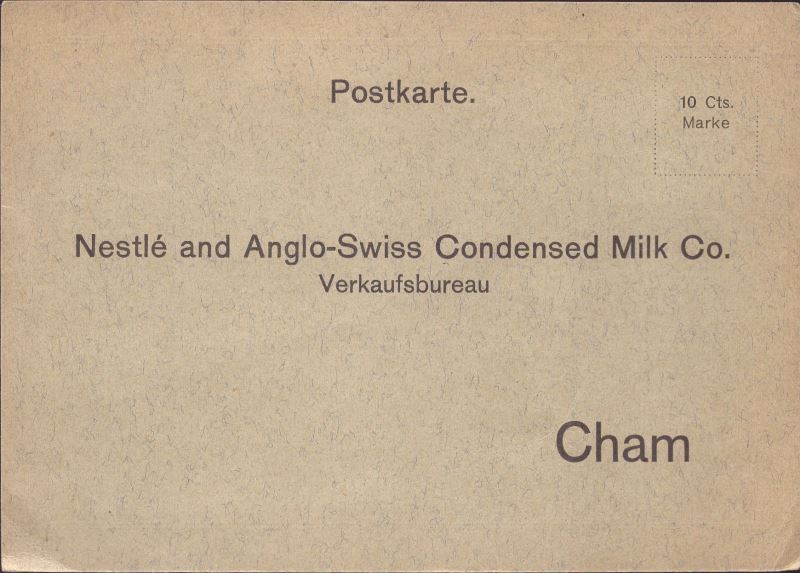 Postkarte.
10 Cts.
Marke
Nestlé and Anglo-Swiss Condensed Milk Co.
Verkaufsbureau
Cham